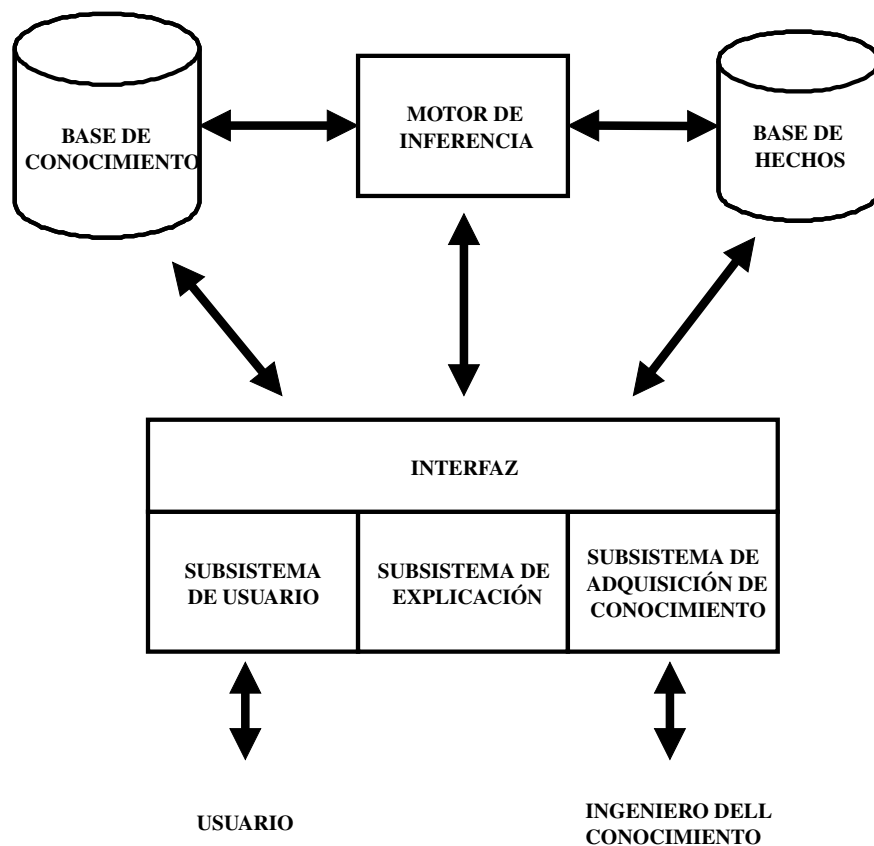 BASE DE
CONOCIMIENTO
MOTOR DE
INFERENCIA
BASE DE
HECHOS
INTERFAZ
SUBSISTEMA
DE USUARIO
SUBSISTEMA DE
EXPLICACIÓN
SUBSISTEMA DE
ADQUISICIÓN DE
CONOCIMIENTO
USUARIO
INGENIERO DELL
CONOCIMIENTO